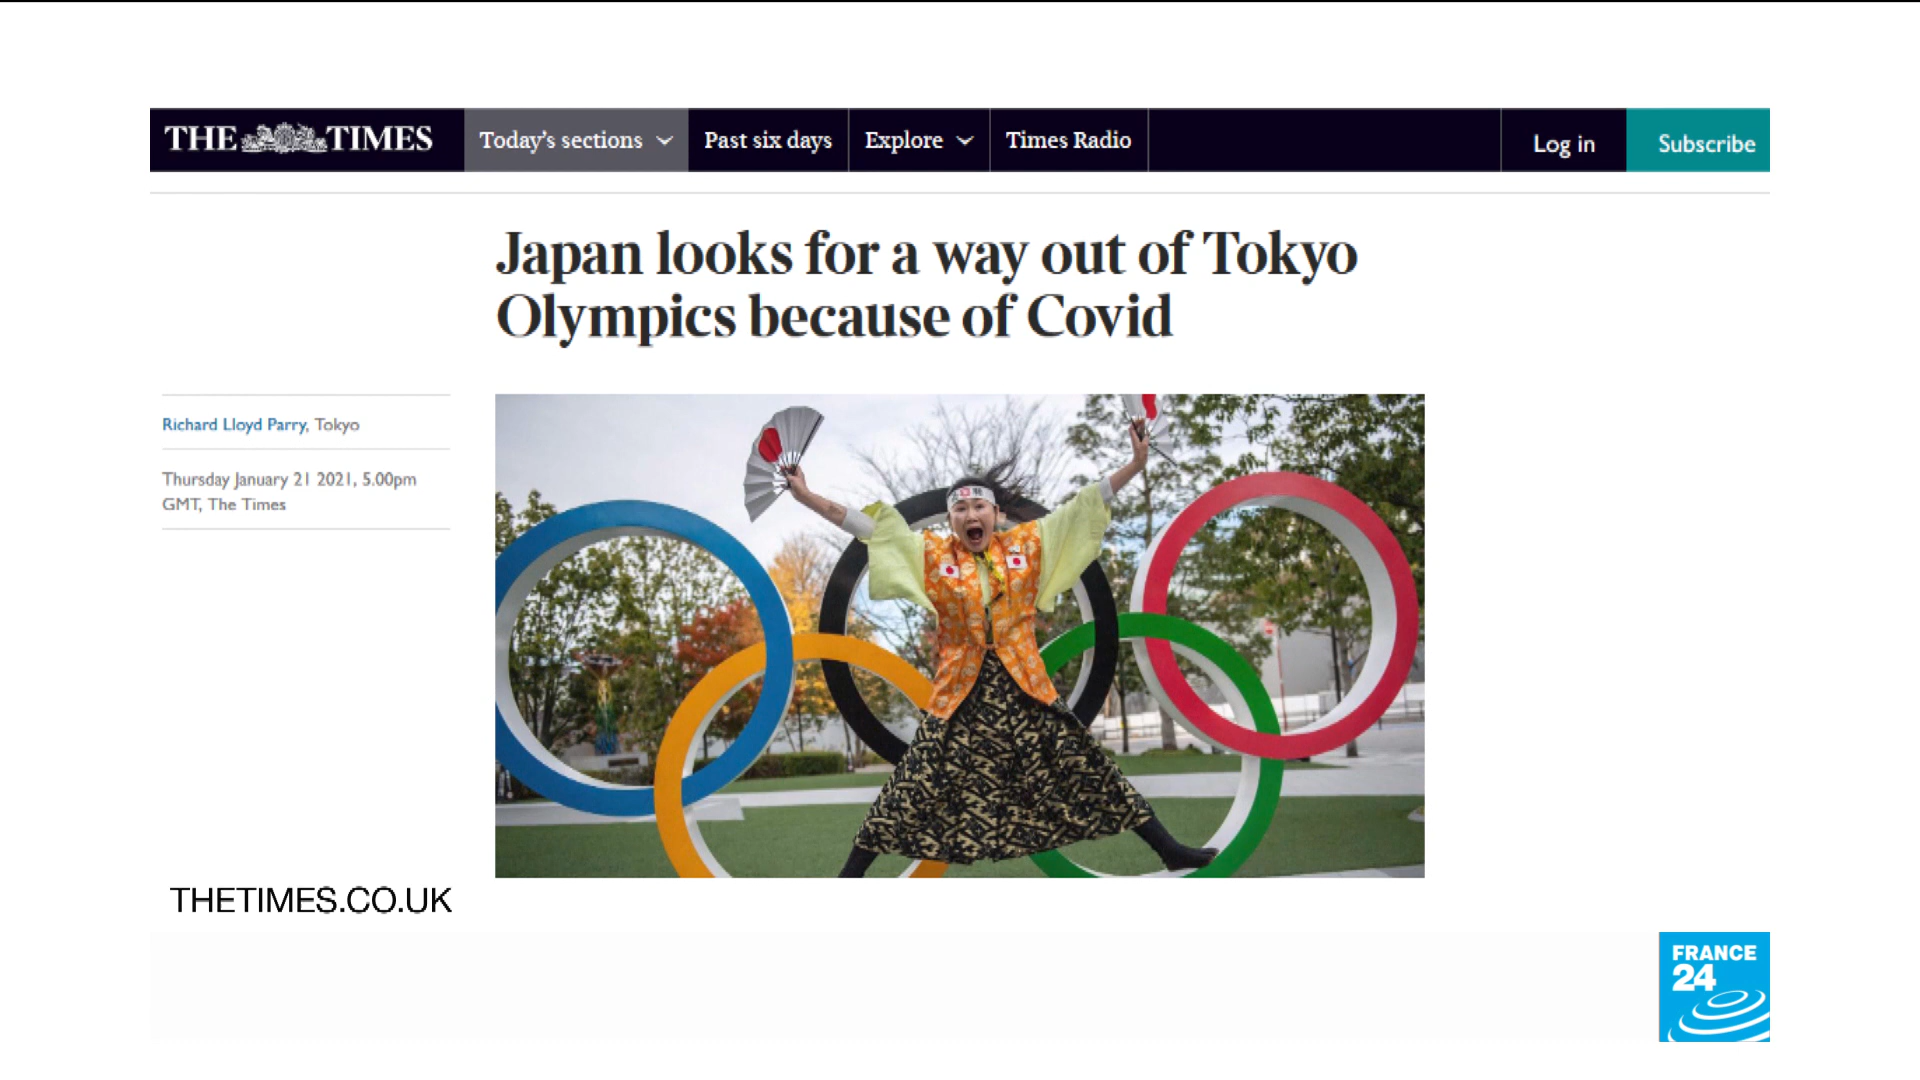 THE TIMES
Today's sections
Past six days
Explore
Times Radio
Log in
Subscribe
Japan looks for a way out of Tokyo
Olympics because of Covid
Richard Lloyd Parry, Tokyo
Thursday January 21 2021, 5.00pm
GMT, The Times
THETIMES.CO.UK
FRANCE
24